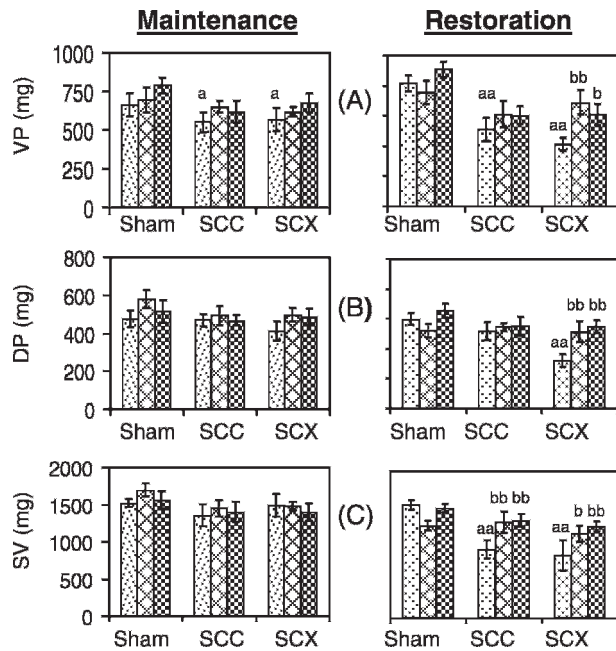 Maintenance
Restoration
VP (mg)
1000
750
500
250
0
a
a
Sham
SCC
SCX
(A)
aa
aa
bb
b
Sham
SCC
SCX
DP (mg)
800
600
400
200
0
Sham
SCC
SCX
(B)
aa
bb
bb
Sham
SCC
SCX
SV (mg)
2000
1500
1000
500
0
Sham
SCC
SCX
(C)
aa
bb
bb
aa
b
bb
Sham
SCC
SCX